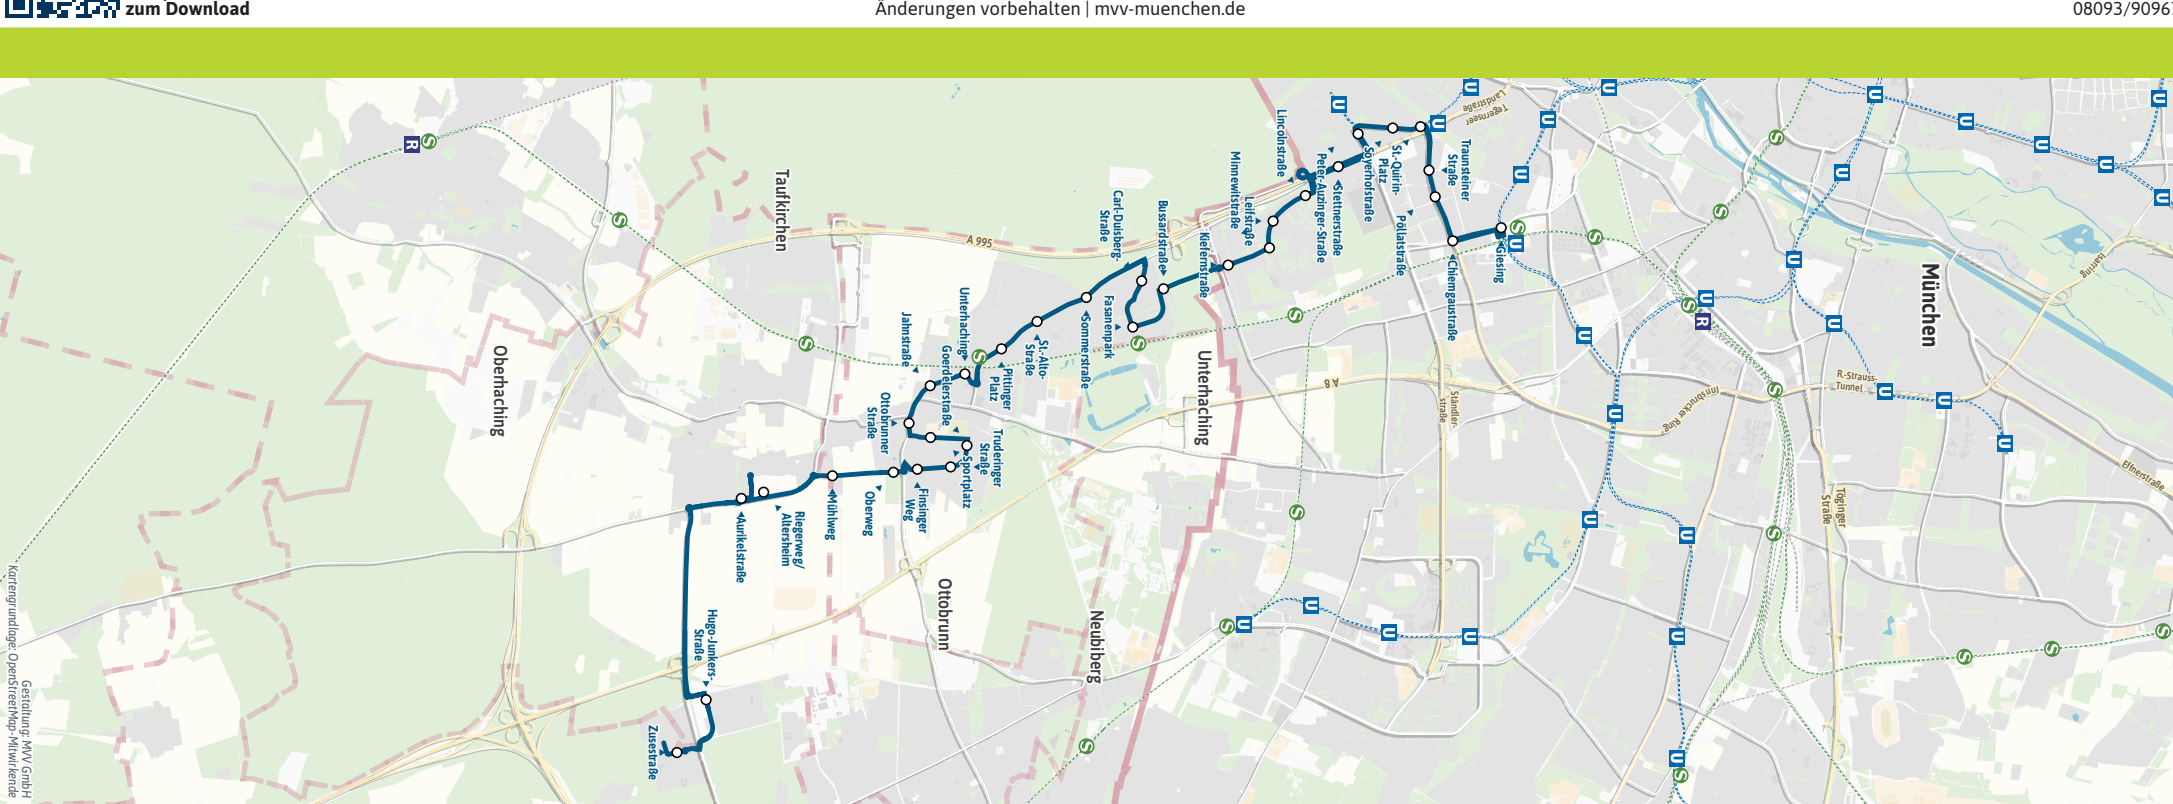 zum Download
Änderungen vorbehalten | mvv-muenchen.de
08093/9096
Tegernseer
Landstraße
Lincolnstraße
Traunsteiner
Straße
St.-Quirin-
Platz
Soyerhofstraße
Stettnerstraße
Peter-Auzinger-Straße
Minnewitstraße
Leifstraße
Pöllatstraße
Giesing
Chiemgaustraße
Kiefernstraße
Bussardstraße
Carl-Duisberg-
Straße
Fasanenpark
Sommerstraße
St.-Alto-
Straße
Pittinger
Platz
Unterhaching
Jahnstraße
Goerdelerstraße
Ottobrunner
Straße
Truderinger
Straße
Sportplatz
Finsinger
Weg
Oberweg
Mühlweg
Riegerweg/
Altersheim
Aurikelstraße
Hugo-Junkers-
Straße
Zusestraße
Taufkirchen
Oberhaching
Unterhaching
Ottobrunn
Neubiberg
München
A 995
A 8
Ständler-
straße
Innsbrucker Ring
R.-Strauss-
Tunnel
Isarring
Effnerstraße
Töginger
Straße
R
S
U
Kartengrundlage: OpenStreetMap-Mitwirkende
Gestaltung: MVV GmbH